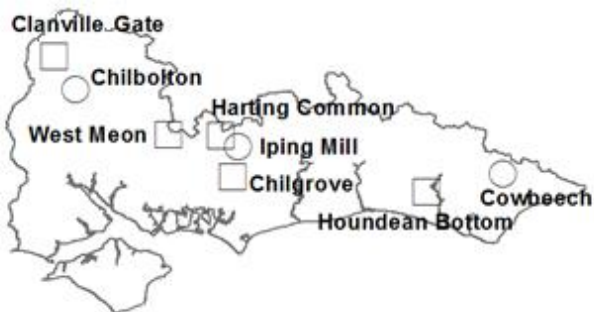 Clanville Gate
Chilbolton
Harting Common
West Meon
Iping Mill
Chilgrove
Cowbeech
Houndean Bottom